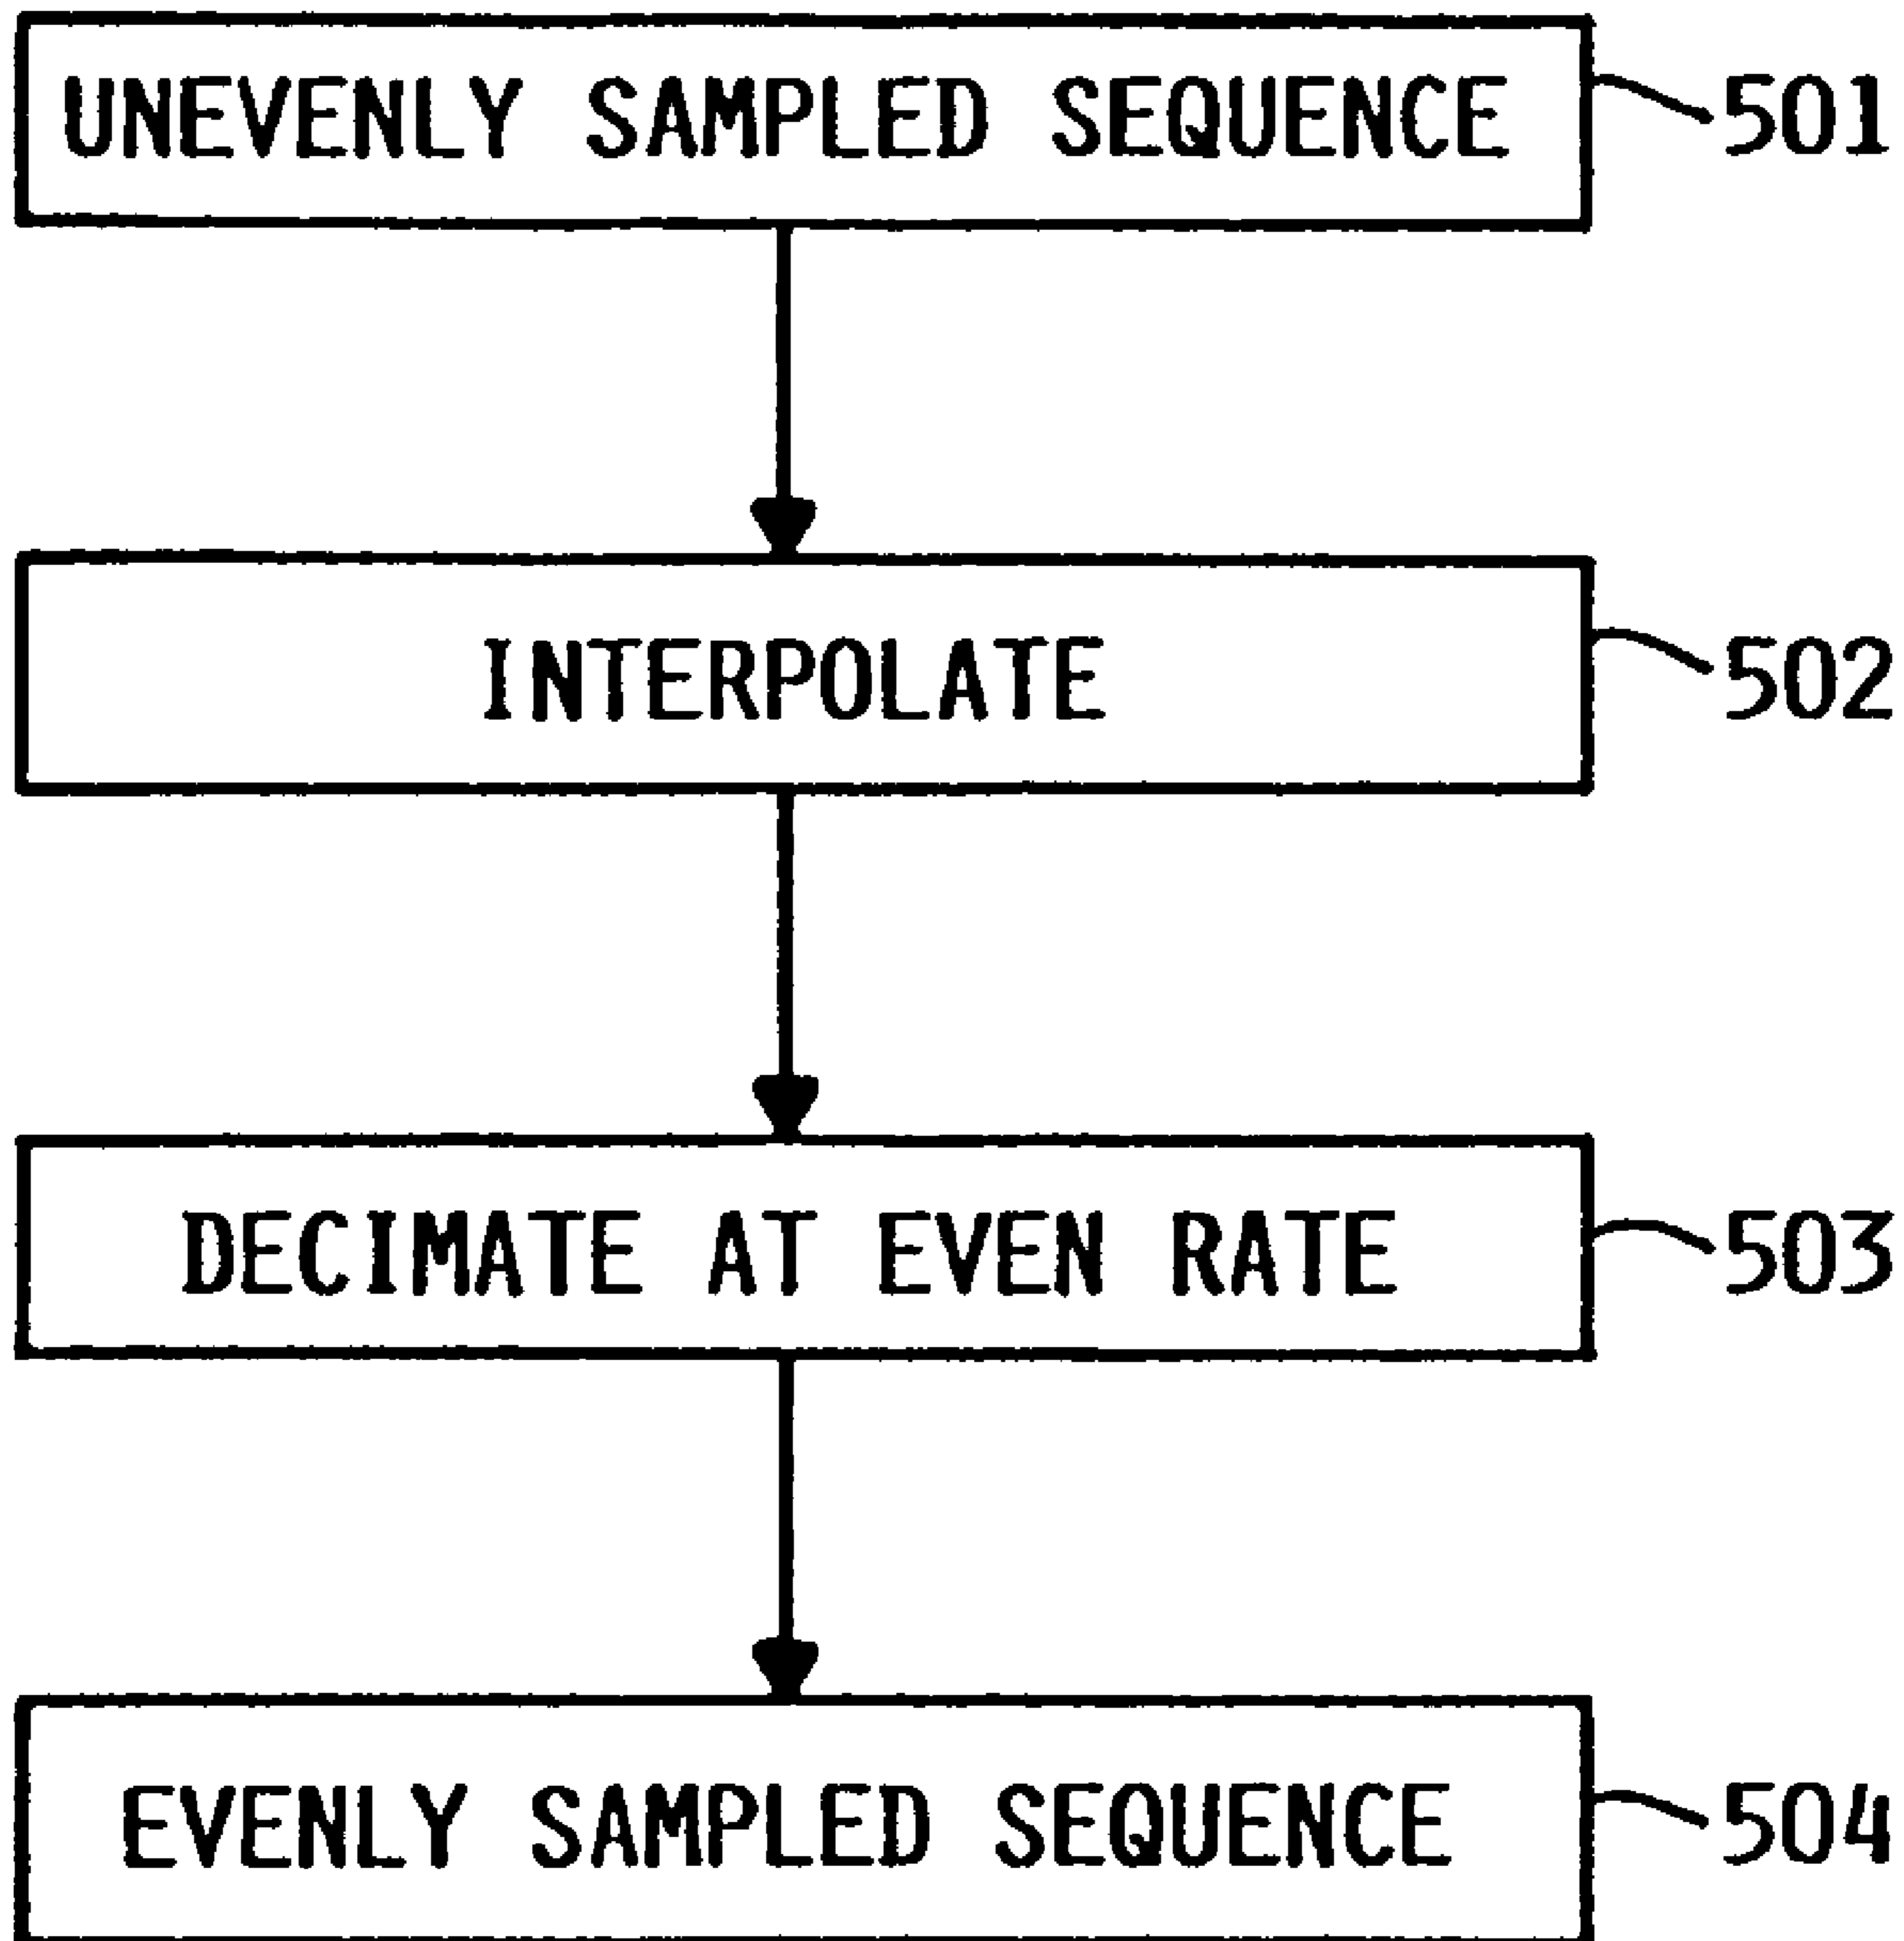 UNEVENLY SAMPLED SEQUENCE 501
INTERPOLATE 502
DECIMATE AT EVEN RATE 503
EVENLY SAMPLED SEQUENCE 504